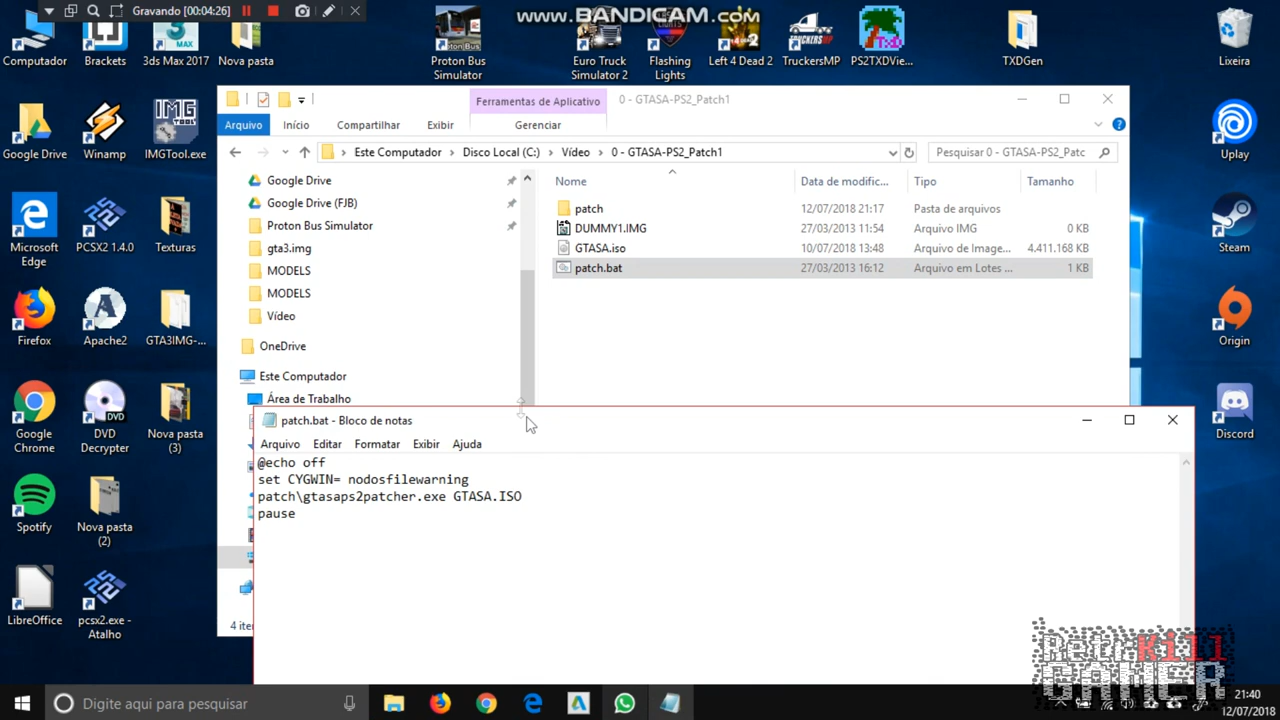 Gravando [00:04:26]
www.BANDICAM.com
Computador
Brackets
3ds Max 2017
Nova pasta
Proton Bus
Simulator
Euro Truck
Simulator 2
Flashing
Lights
Left 4 Dead 2
TruckersMP
PS2TXDVie...
TXDGen
Lixeira
Google Drive
Winamp
IMGTool.exe
Uplay
Microsoft
Edge
PCSX2 1.4.0
Texturas
Steam
Firefox
Apache2
GTA3IMG-...
Origin
Google
Chrome
DVD
Decrypter
Nova pasta
(3)
Discord
Spotify
Nova pasta
(2)
LibreOffice
pcsx2.exe -
Atalho
Ferramentas de Aplicativo
0 - GTASA-PS2_Patch1
Arquivo
Início
Compartilhar
Exibir
Gerenciar
Este Computador > Disco Local (C:) > Vídeo > 0 - GTASA-PS2_Patch1
Pesquisar 0 - GTASA-PS2_Patc
Google Drive
Google Drive (FJB)
Proton Bus Simulator
gta3.img
MODELS
MODELS
Vídeo
OneDrive
Este Computador
Área de Trabalho
4 iter
Nome Data de modific... Tipo Tamanho
patch 12/07/2018 21:17 Pasta de arquivos
DUMMY1.IMG 27/03/2013 11:54 Arquivo IMG 0 KB
GTASA.iso 10/07/2018 13:48 Arquivo de Image... 4.411.168 KB
patch.bat 27/03/2013 16:12 Arquivo em Lotes ... 1 KB
patch.bat - Bloco de notas
Arquivo Editar Formatar Exibir Ajuda
@echo off
set CYGWIN= nodosfilewarning
patch\gtasaps2patcher.exe GTASA.ISO
pause
Kill
GAMER
Digite aqui para pesquisar
21:40
12/07/2018